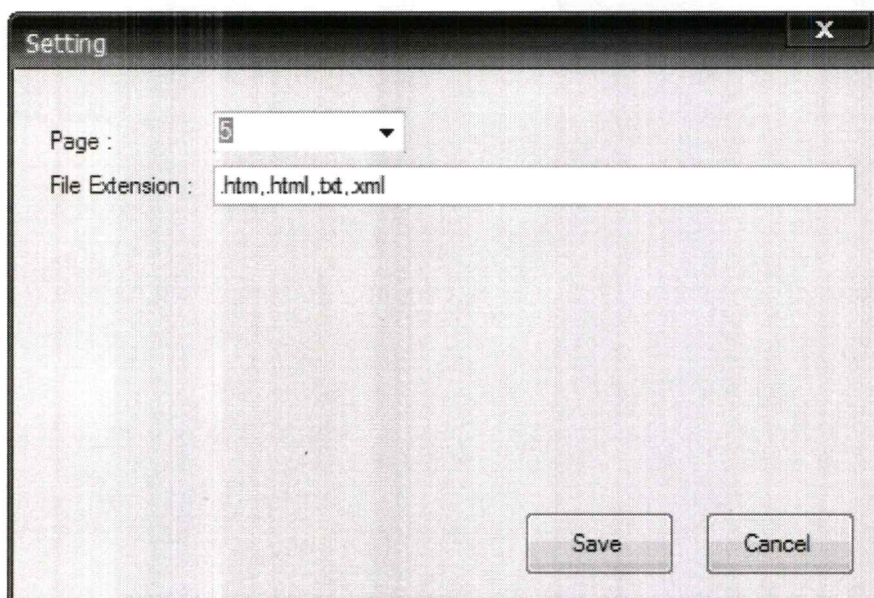 Setting X
Page : 5
File Extension : .htm,.html,.txt,.xml
Save Cancel